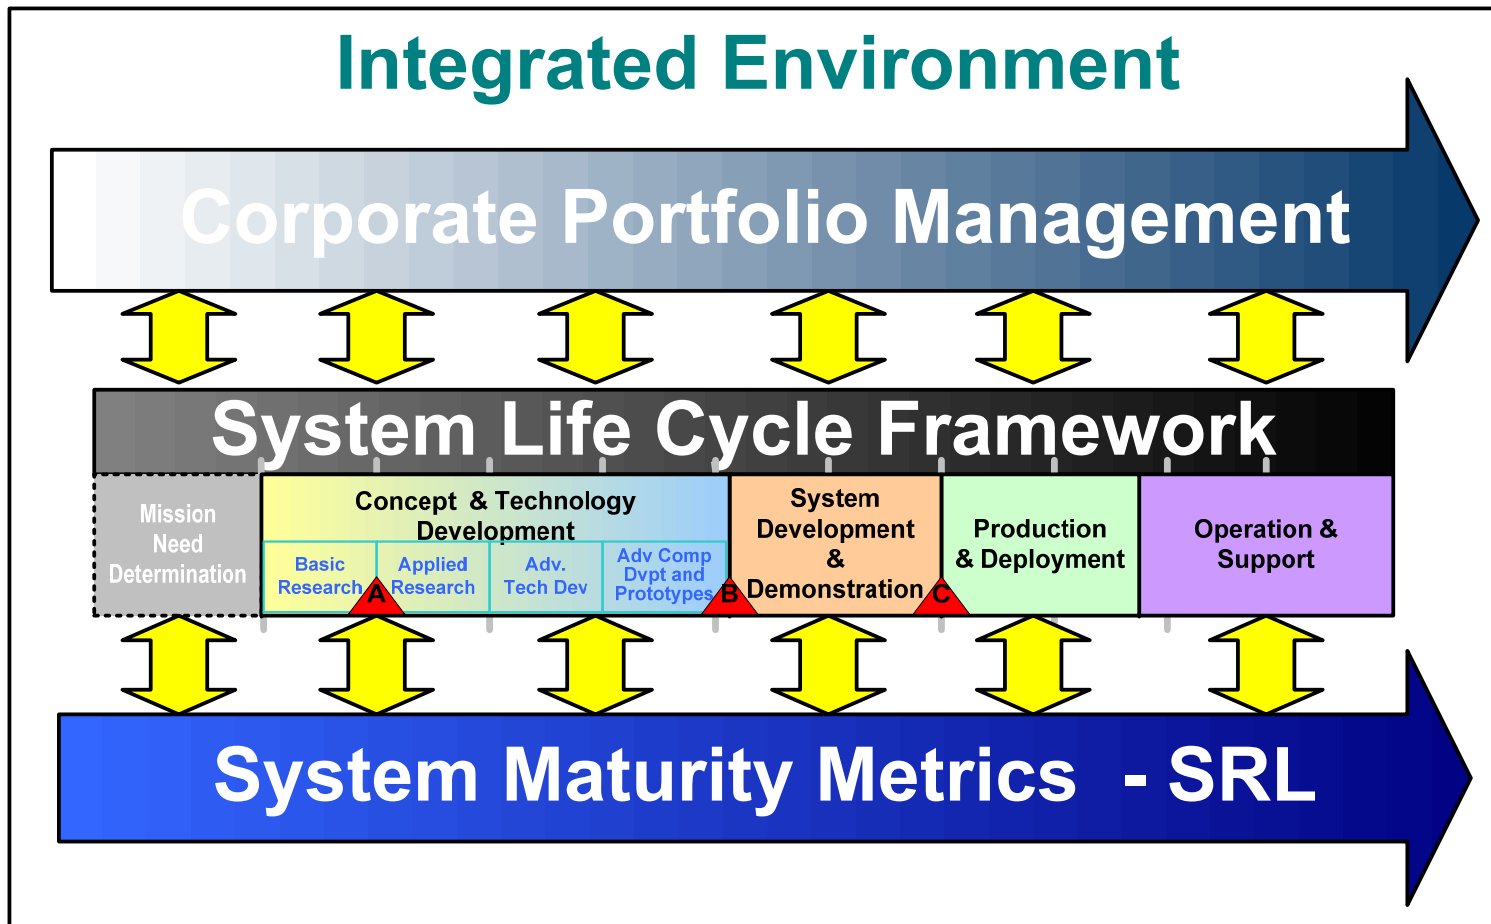 Integrated Environment
Corporate Portfolio Management
System Life Cycle Framework
Mission
Need
Determination
Concept & Technology
Development
Basic
Research
A
Applied
Research
Adv.
Tech Dev
Adv Comp
Dvpt and
Prototypes
B
System
Development
&
Demonstration
C
Production
& Deployment
Operation &
Support
System Maturity Metrics - SRL